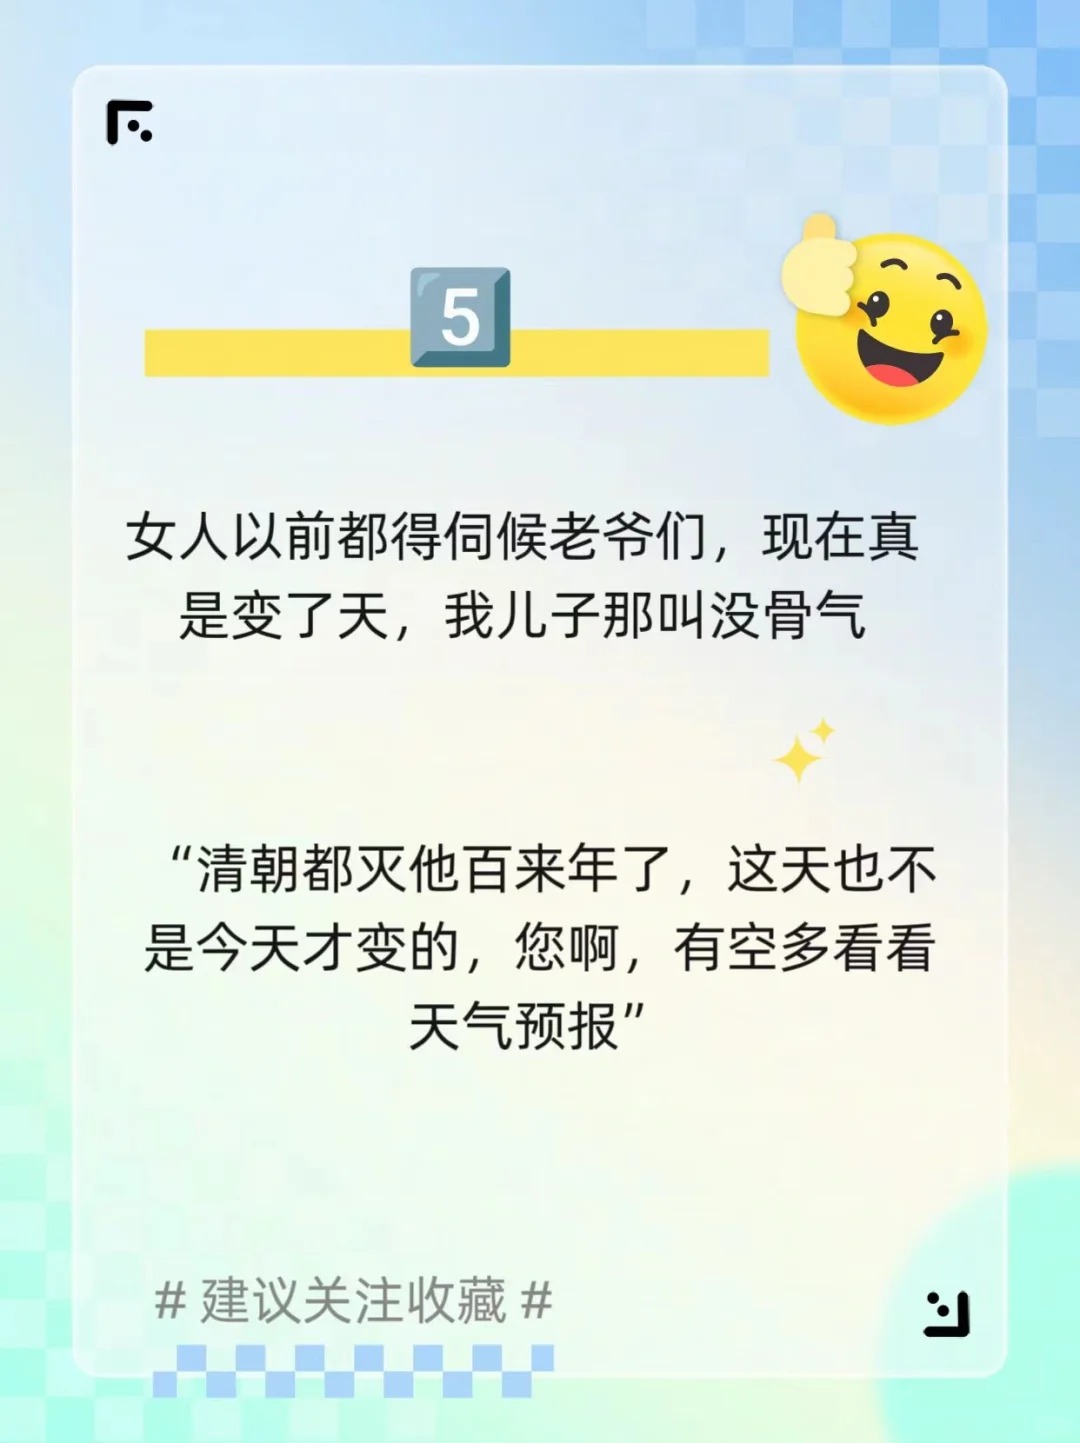 5
女人以前都得伺候老爷们，现在真
是变了天，我儿子那叫没骨气
“清朝都灭他百来年了，这天也不
是今天才变的，您啊，有空多看看
天气预报”
# 建议关注收藏 #